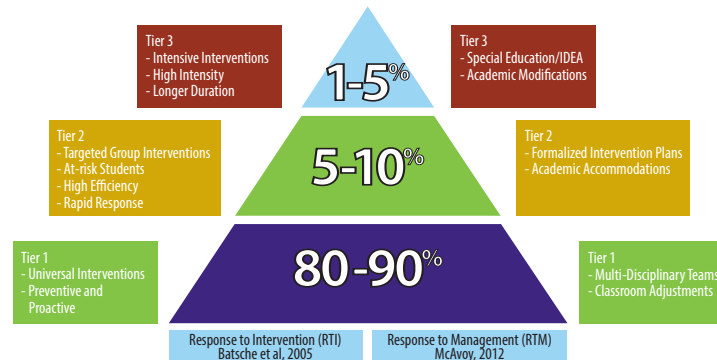 Tier 3
- Intensive Interventions
- High Intensity
- Longer Duration
1-5%
Tier 3
- Special Education/IDEA
- Academic Modifications
Tier 2
- Targeted Group Interventions
- At-risk Students
- High Efficiency
- Rapid Response
5-10%
Tier 2
- Formalized Intervention Plans
- Academic Accommodations
Tier 1
- Universal Interventions
- Preventive and
Proactive
80-90%
Tier 1
- Multi-Disciplinary Teams
- Classroom Adjustments
Response to Intervention (RTI)
Batsche et al, 2005
Response to Management (RTM)
McAvoy, 2012